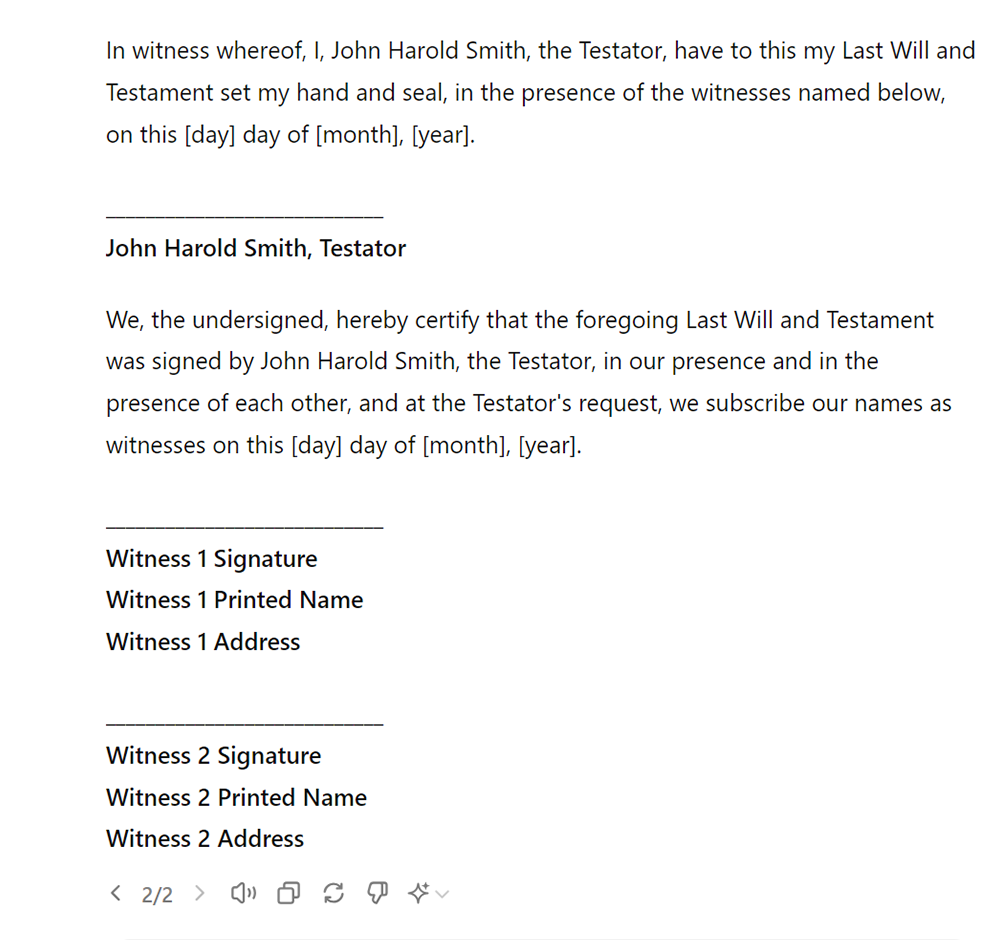 In witness whereof, I, John Harold Smith, the Testator, have to this my Last Will and
Testament set my hand and seal, in the presence of the witnesses named below,
on this [day] day of [month], [year].
John Harold Smith, Testator
We, the undersigned, hereby certify that the foregoing Last Will and Testament
was signed by John Harold Smith, the Testator, in our presence and in the
presence of each other, and at the Testator's request, we subscribe our names as
witnesses on this [day] day of [month], [year].
Witness 1 Signature
Witness 1 Printed Name
Witness 1 Address
Witness 2 Signature
Witness 2 Printed Name
Witness 2 Address
2/2